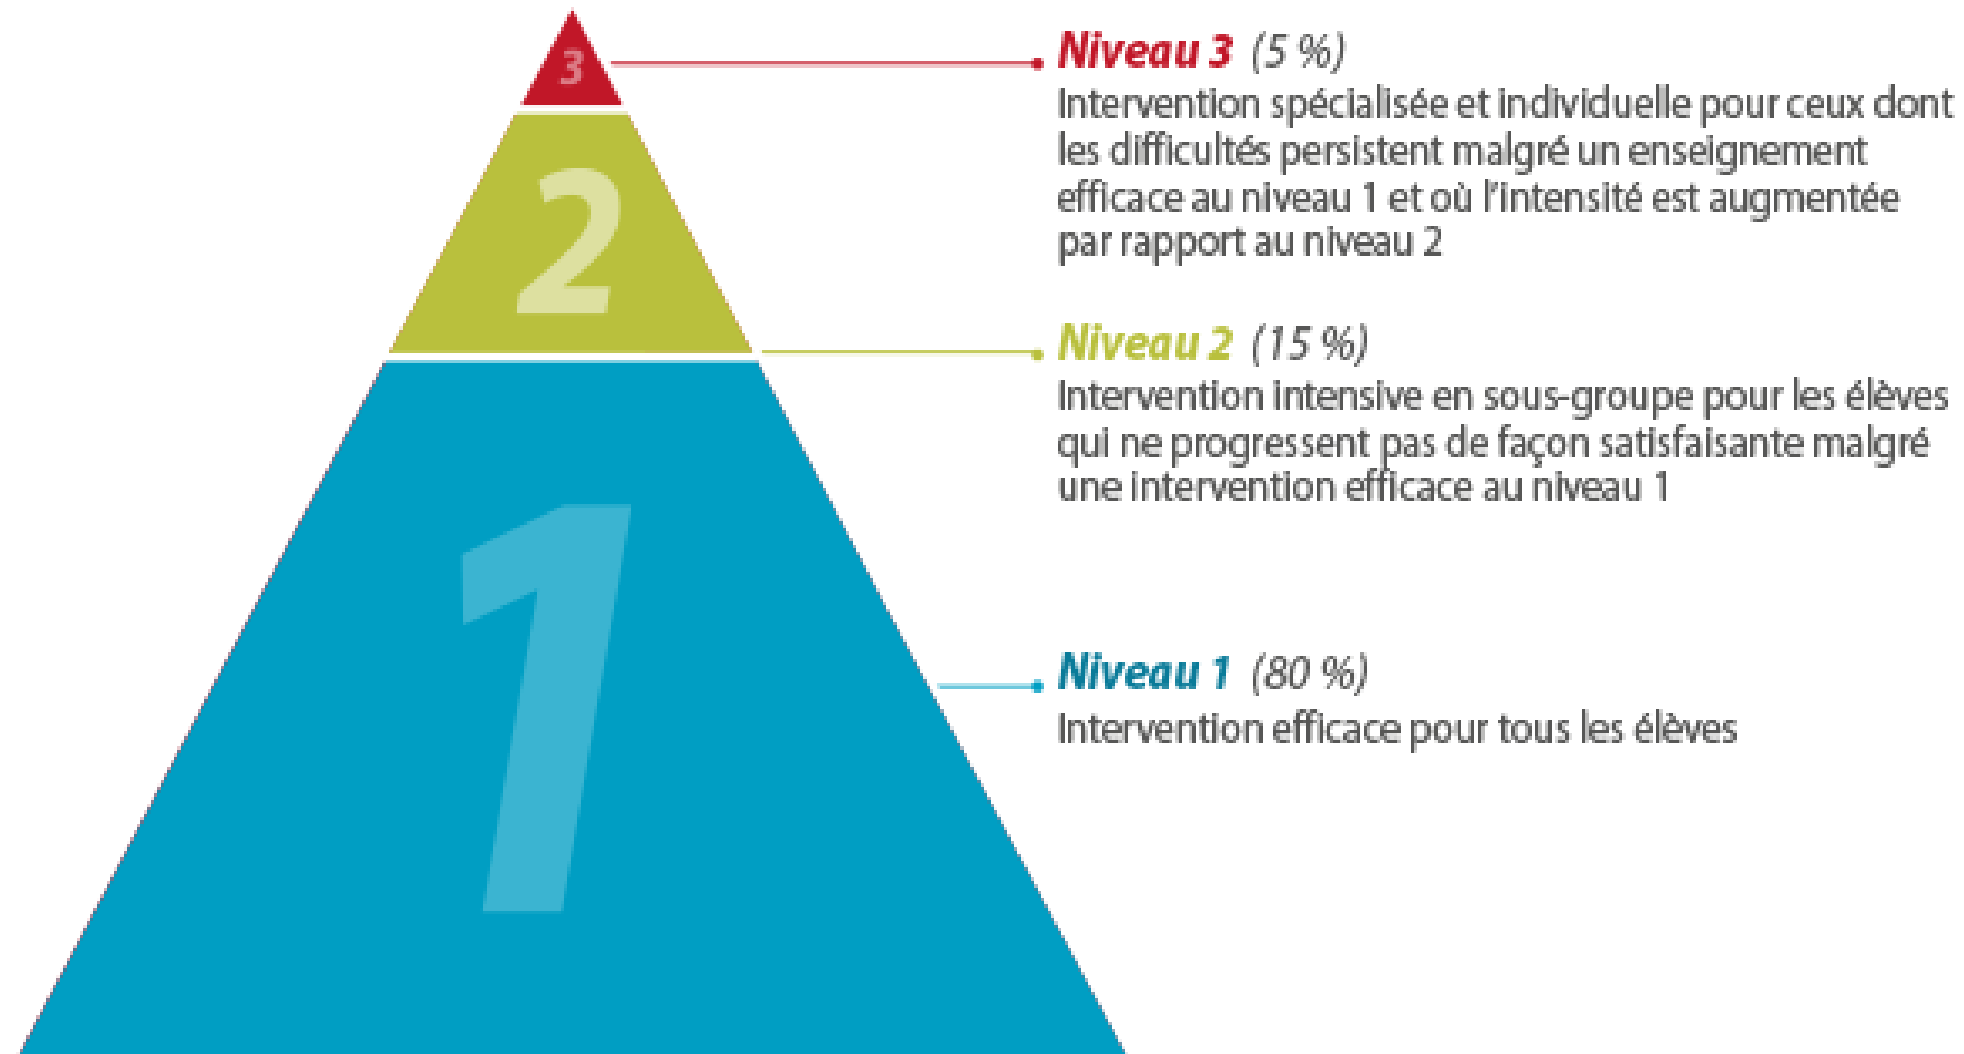 3
Niveau 3 (5 %)
Intervention spécialisée et individuelle pour ceux dont
les difficultés persistent malgré un enseignement
efficace au niveau 1 et où l'intensité est augmentée
par rapport au niveau 2
2
Niveau 2 (15 %)
Intervention intensive en sous-groupe pour les élèves
qui ne progressent pas de façon satisfaisante malgré
une intervention efficace au niveau 1
1
Niveau 1 (80 %)
Intervention efficace pour tous les élèves